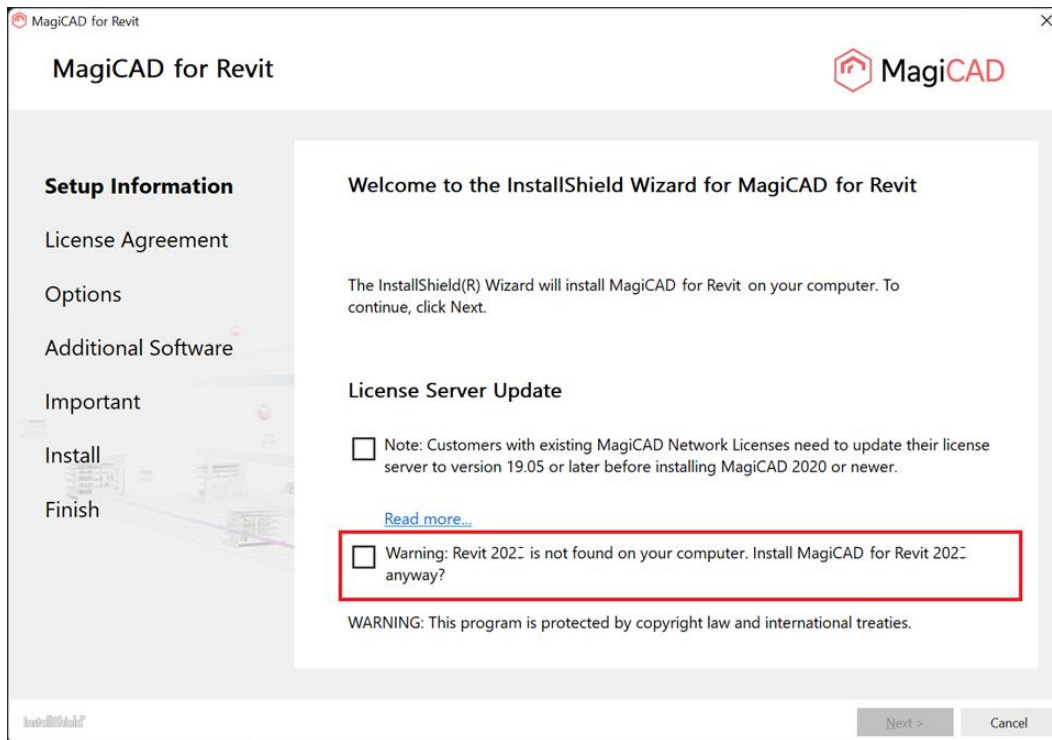 MagiCAD for Revit
MagiCAD for Revit
MagiCAD
Setup Information
License Agreement
Options
Additional Software
Important
Install
Finish
Welcome to the InstallShield Wizard for MagiCAD for Revit
The InstallShield(R) Wizard will install MagiCAD for Revit on your computer. To
continue, click Next.
License Server Update
Note: Customers with existing MagiCAD Network Licenses need to update their license
server to version 19.05 or later before installing MagiCAD 2020 or newer.
Read more...
Warning: Revit is not found on your computer. Install MagiCAD for Revit
anyway?
WARNING: This program is protected by copyright law and international treaties.
InstallShield
Next >
Cancel